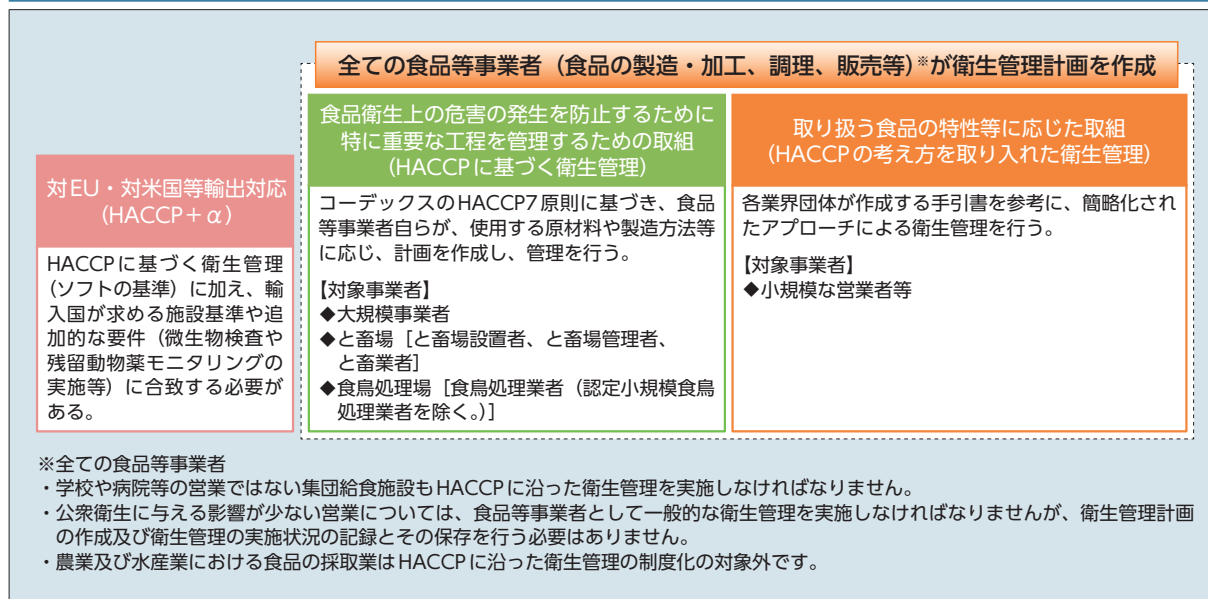 全ての食品等事業者（食品の製造・加工、調理、販売等）※が衛生管理計画を作成
対EU・対米国等輸出対応
（HACCP＋α）
HACCPに基づく衛生管理
（ソフトの基準）に加え、輸
入国が求める施設基準や追
加的な要件（微生物検査や
残留動物薬モニタリングの
実施等）に合致する必要が
ある。
食品衛生上の危害の発生を防止するために
特に重要な工程を管理するための取組
（HACCPに基づく衛生管理）
コーデックスのHACCP7原則に基づき、食品
等事業者自らが、使用する原材料や製造方法等
に応じ、計画を作成し、管理を行う。
【対象事業者】
◆大規模事業者
◆と畜場［と畜場設置者、と畜場管理者、
と畜業者］
◆食鳥処理場［食鳥処理業者（認定小規模食鳥
処理業者を除く。）］
取り扱う食品の特性等に応じた取組
（HACCPの考え方を取り入れた衛生管理）
各業界団体が作成する手引書を参考に、簡略化され
たアプローチによる衛生管理を行う。
【対象事業者】
◆小規模な営業者等
※全ての食品等事業者
・学校や病院等の営業ではない集団給食施設もHACCPに沿った衛生管理を実施しなければなりません。
・公衆衛生に与える影響が少ない営業については、食品等事業者として一般的な衛生管理を実施しなければなりませんが、衛生管理計画
の作成及び衛生管理の実施状況の記録とその保存を行う必要はありません。
・農業及び水産業における食品の採取業はHACCPに沿った衛生管理の制度化の対象外です。